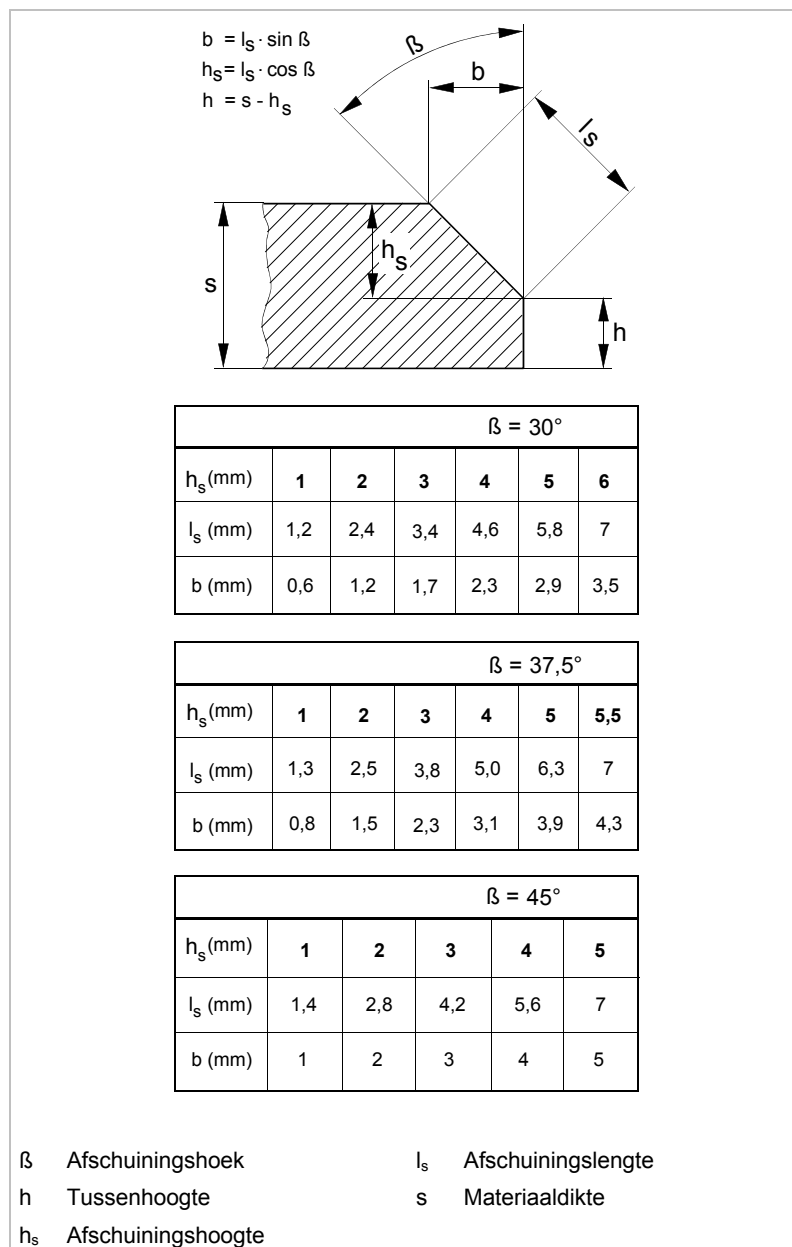 b = ls · sin ß
hs= ls · cos ß
h = s - hs
ß
b
ls
hs
s
h
ß = 30°
hs(mm) 1 2 3 4 5 6
ls (mm) 1,2 2,4 3,4 4,6 5,8 7
b (mm) 0,6 1,2 1,7 2,3 2,9 3,5
ß = 37,5°
hs(mm) 1 2 3 4 5 5,5
ls (mm) 1,3 2,5 3,8 5,0 6,3 7
b (mm) 0,8 1,5 2,3 3,1 3,9 4,3
ß = 45°
hs(mm) 1 2 3 4 5
ls (mm) 1,4 2,8 4,2 5,6 7
b (mm) 1 2 3 4 5
ß Afschuiningshoek ls Afschuiningslengte
h Tussenhoogte s Materiaaldikte
hs Afschuiningshoogte